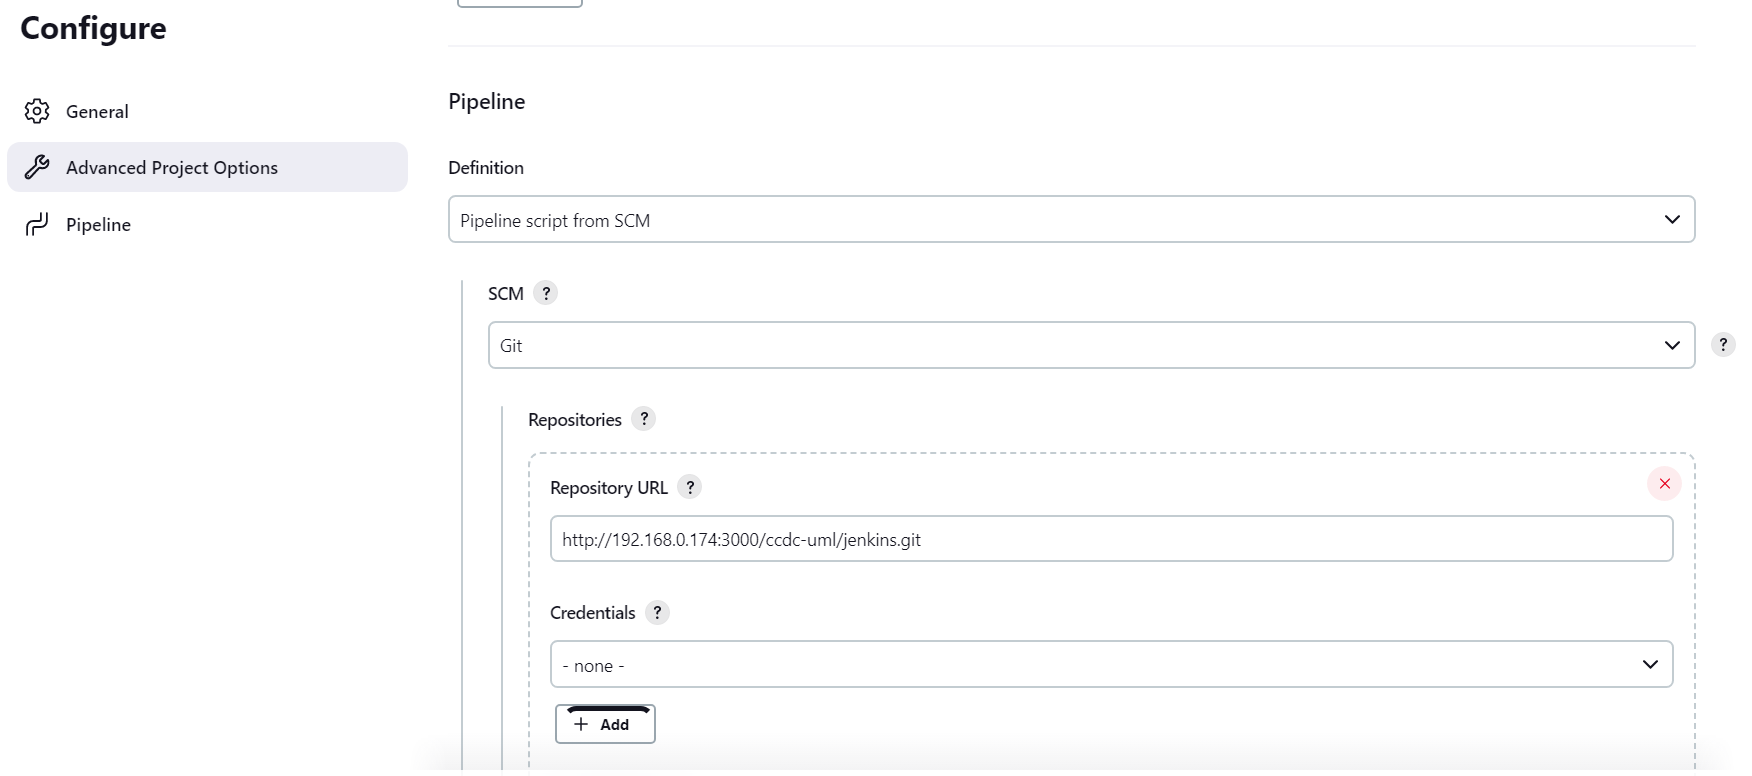 Configure
General
Advanced Project Options
Pipeline
Pipeline
Definition
Pipeline script from SCM
SCM ?
Git
?
Repositories ?
Repository URL ?
http://192.168.0.174:3000/ccdc-uml/jenkins.git
Credentials ?
- none -
+ Add